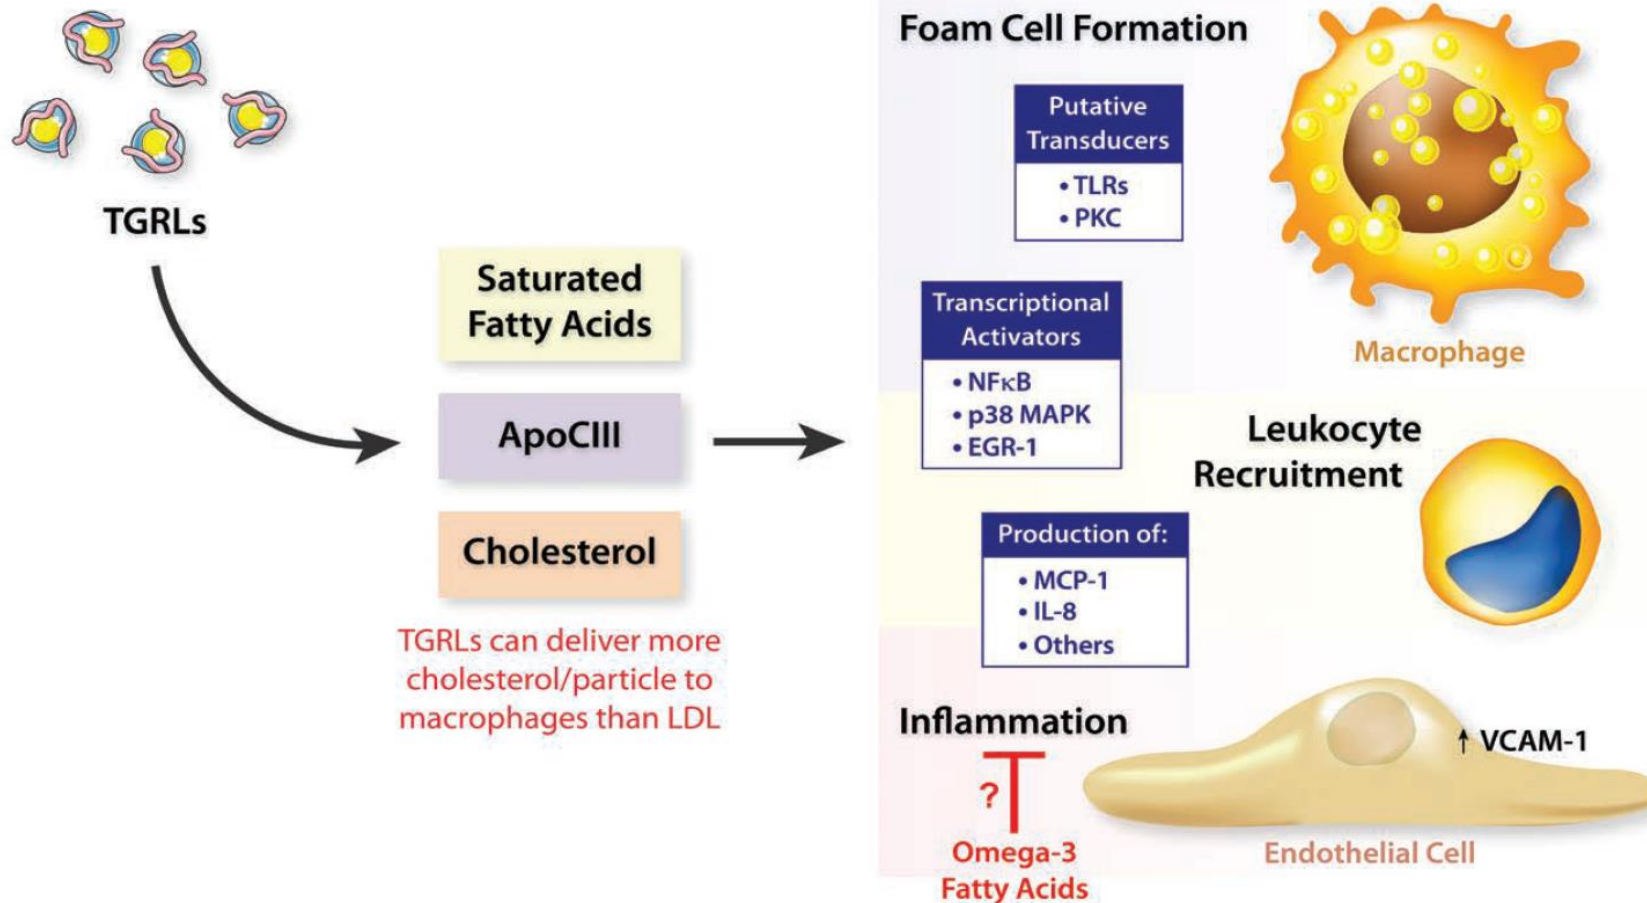 TGRLs
Saturated
Fatty Acids
ApoCIII
Cholesterol
TGRLs can deliver more
cholesterol/particle to
macrophages than LDL
Foam Cell Formation
Putative
Transducers
• TLRs
• PKC
Macrophage
Transcriptional
Activators
• NFκB
• p38 MAPK
• EGR-1
Leukocyte
Recruitment
Production of:
• MCP-1
• IL-8
• Others
Inflammation
↑ VCAM-1
?
Omega-3
Fatty Acids
Endothelial Cell